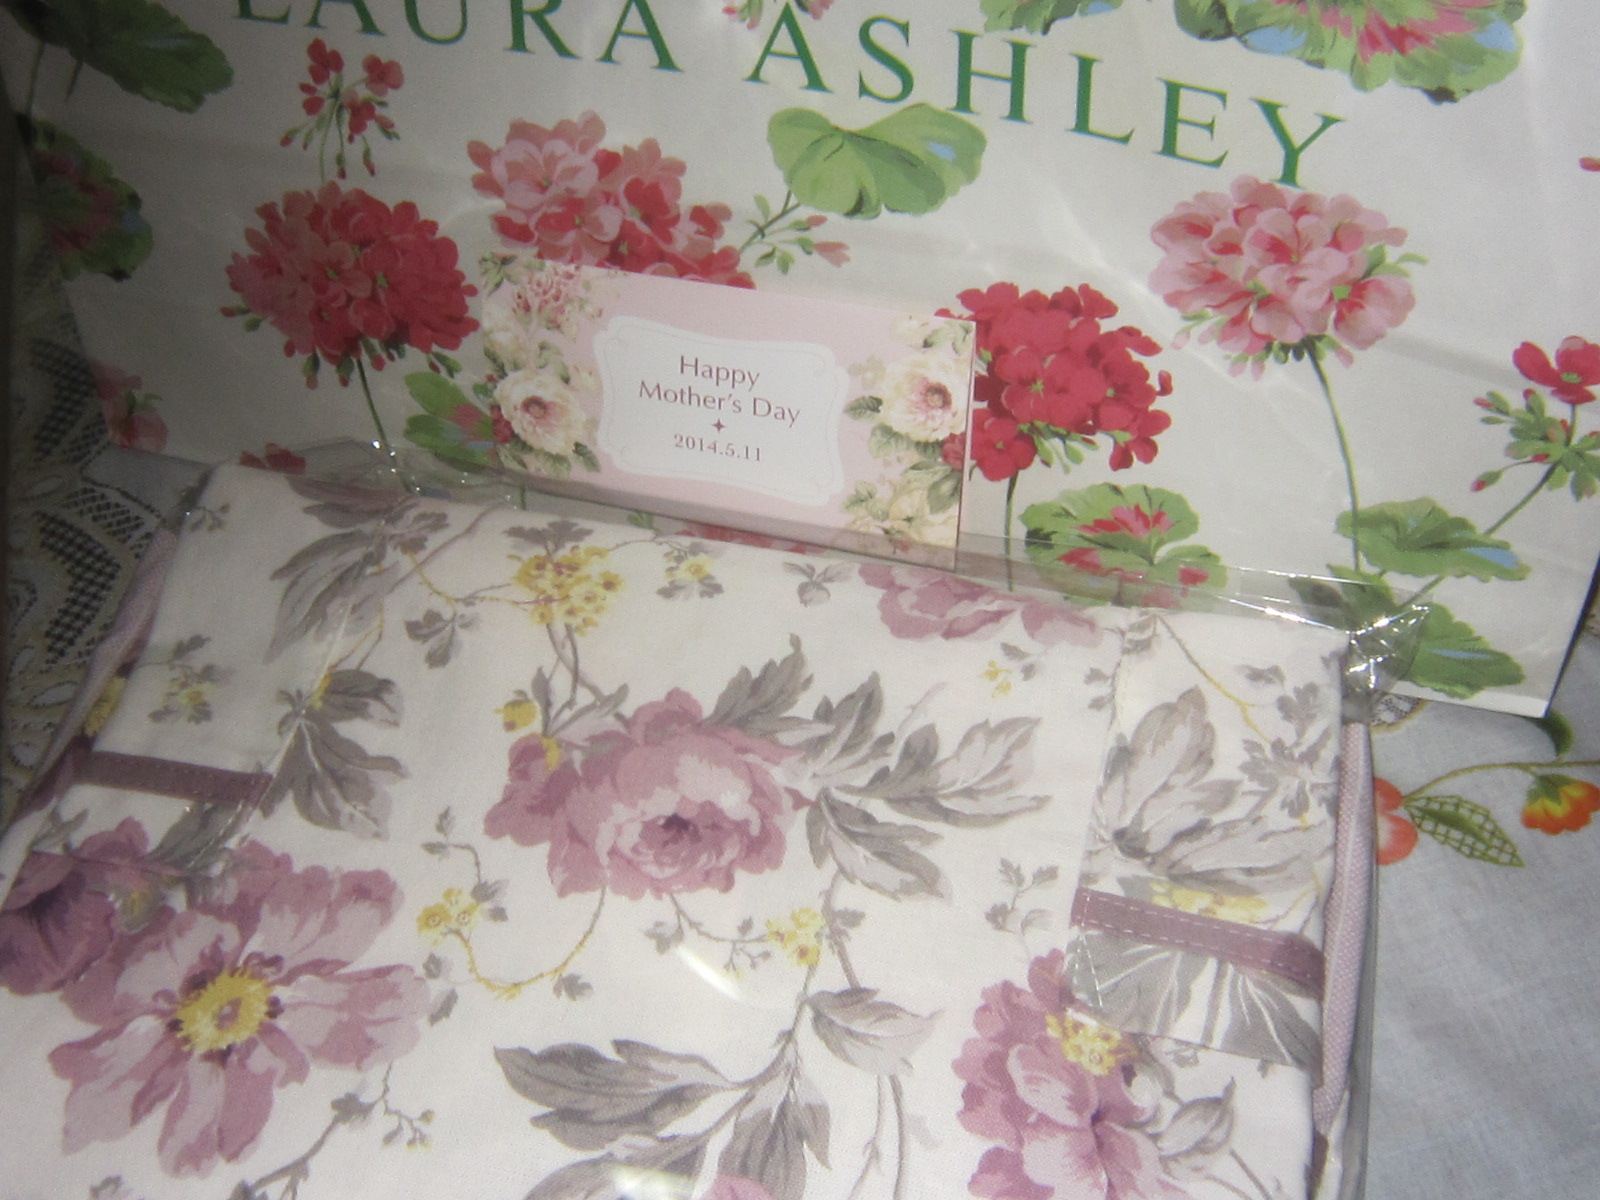 LAURA ASHLEY
Happy
Mother's Day
2014.5.11